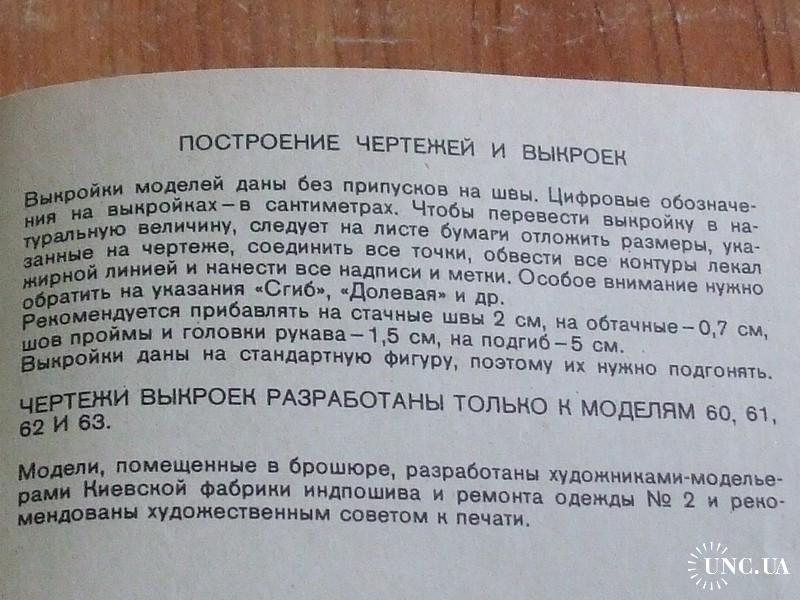 ПОСТРОЕНИЕ ЧЕРТЕЖЕЙ И ВЫКРОЕК
Выкройки моделей даны без припусков на швы. Цифровые обозначе-
ния на выкройках – в сантиметрах. Чтобы перевести выкройку в на-
туральную величину, следует на листе бумаги отложить размеры, ука-
занные на чертеже, соединить все точки, обвести все контуры лекал
жирной линией и нанести все надписи и метки. Особое внимание нужно
обратить на указания «Сгиб», «Долевая» и др.
Рекомендуется прибавлять на стачные швы 2 см, на обтачные – 0,7 см,
шов проймы и головки рукава – 1,5 см, на подгиб – 5 см.
Выкройки даны на стандартную фигуру, поэтому их нужно подгонять.
ЧЕРТЕЖИ ВЫКРОЕК РАЗРАБОТАНЫ ТОЛЬКО К МОДЕЛЯМ 60, 61,
62 И 63.
Модели, помещенные в брошюре, разработаны художниками-модельe-
рами Киевской фабрики индпошива и ремонта одежды № 2 и реко-
мендованы художественным советом к печати.
UNC.UA